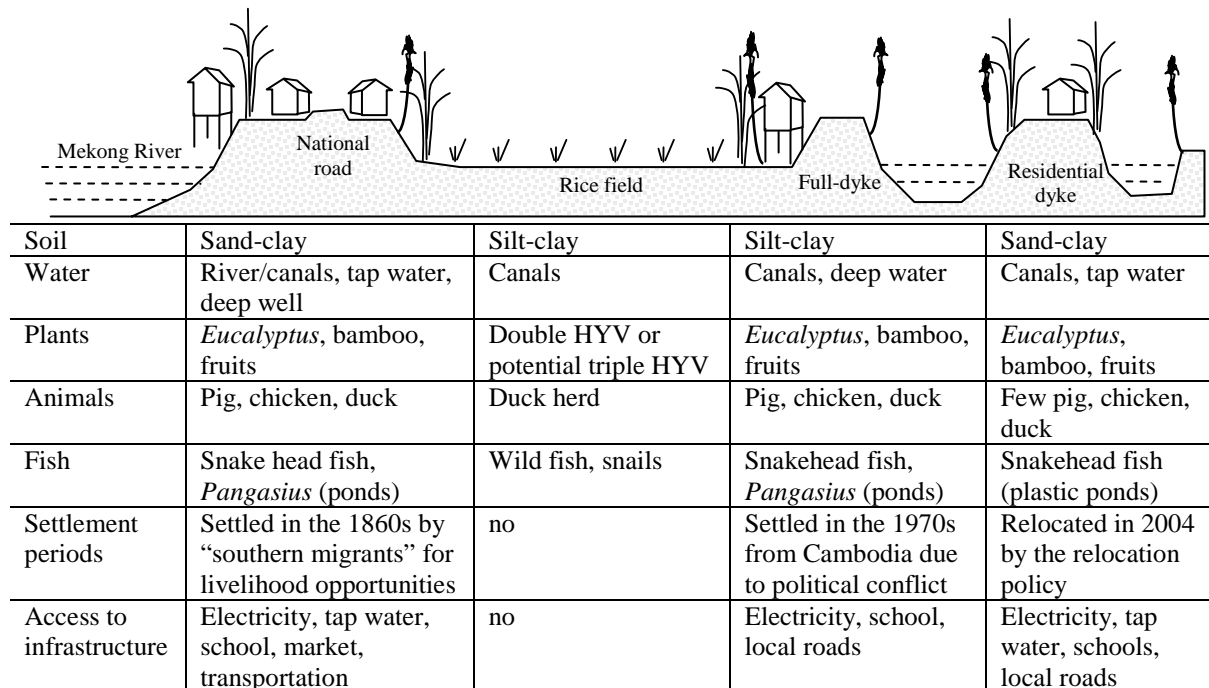 Mekong River
National
road
Rice field
Full-dyke
Residential
dyke
Soil
Sand-clay
Silt-clay
Silt-clay
Sand-clay
Water
River/canals, tap water,
deep well
Canals
Canals, deep water
Canals, tap water
Plants
Eucalyptus, bamboo,
fruits
Double HYV or
potential triple HYV
Eucalyptus, bamboo,
fruits
Eucalyptus,
bamboo, fruits
Animals
Pig, chicken, duck
Duck herd
Pig, chicken, duck
Few pig, chicken,
duck
Fish
Snake head fish,
Pangasius (ponds)
Wild fish, snails
Snakehead fish,
Pangasius (ponds)
Snakehead fish
(plastic ponds)
Settlement
periods
Settled in the 1860s by
“southern migrants” for
livelihood opportunities
no
Settled in the 1970s
from Cambodia due
to political conflict
Relocated in 2004
by the relocation
policy
Access to
infrastructure
Electricity, tap water,
school, market,
transportation
no
Electricity, school,
local roads
Electricity, tap
water, schools,
local roads